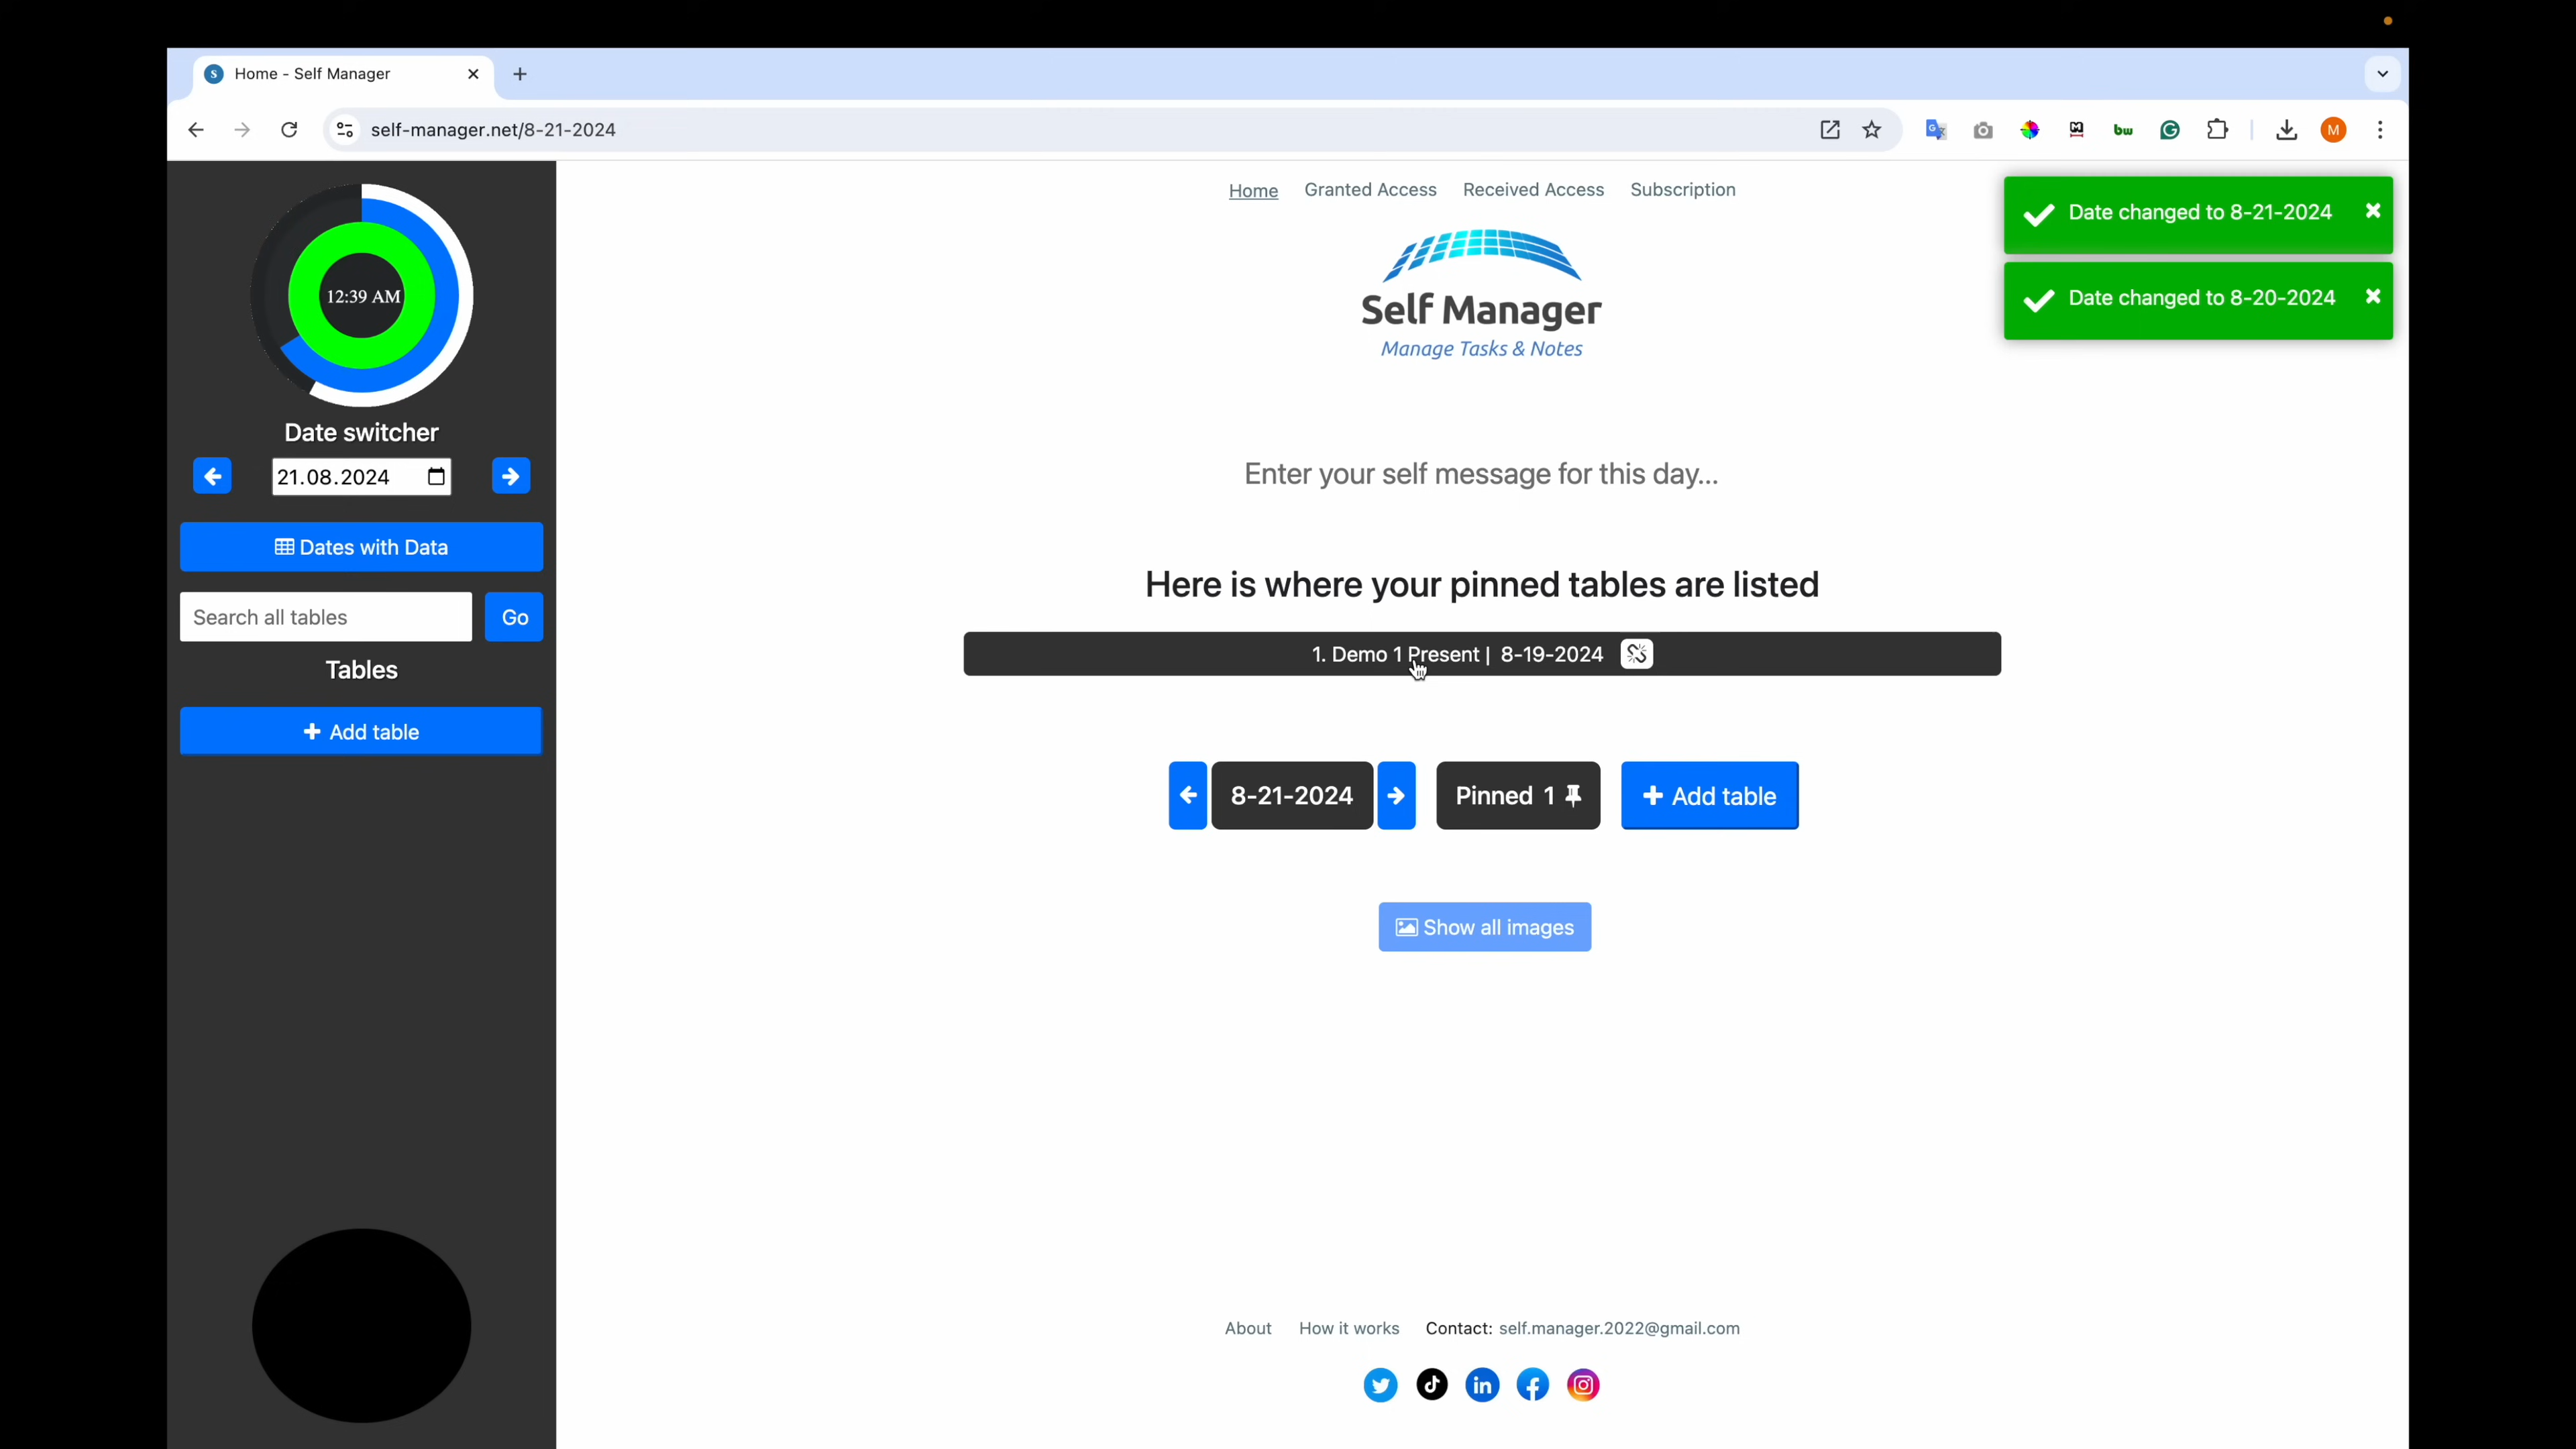 Home - Self Manager
self-manager.net/8-21-2024
M
12:39 AM
Date switcher
21.08.2024
Dates with Data
Search all tables
Go
Tables
+ Add table
Home Granted Access Received Access Subscription
Self Manager
Manage Tasks & Notes
Date changed to 8-21-2024
Date changed to 8-20-2024
Enter your self message for this day...
Here is where your pinned tables are listed
1. Demo 1 Present | 8-19-2024
8-21-2024
Pinned 1
+ Add table
Show all images
About How it works Contact: self.manager.2022@gmail.com